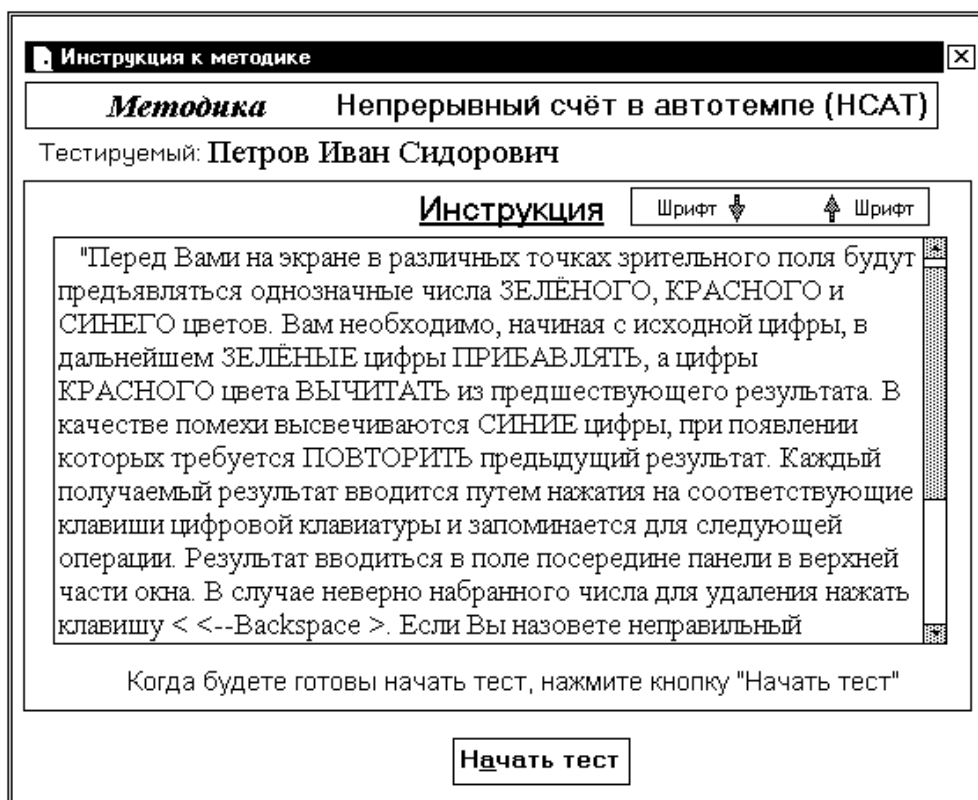 Инструкция к методике
Методика Непрерывный счёт в автотемпе (НСАТ)
Тестируемый: Петров Иван Сидорович
Инструкция Шрифт Шрифт
"Перед Вами на экране в различных точках зрительного поля будут
предъявляться однозначные числа ЗЕЛЁНОГО, КРАСНОГО и
СИНЕГО цветов. Вам необходимо, начиная с исходной цифры, в
дальнейшем ЗЕЛЁНЫЕ цифры ПРИБАВЛЯТЬ, а цифры
КРАСНОГО цвета ВЫЧИТАТЬ из предшествующего результата. В
качестве помехи высвечиваются СИНИЕ цифры, при появлении
которых требуется ПОВТОРИТЬ предыдущий результат. Каждый
получаемый результат вводится путем нажатия на соответствующие
клавиши цифровой клавиатуры и запоминается для следующей
операции. Результат вводиться в поле посередине панели в верхней
части окна. В случае неверно набранного числа для удаления нажать
клавишу < <--Backspace >. Если Вы назовете неправильный
Когда будете готовы начать тест, нажмите кнопку "Начать тест"
Начать тест